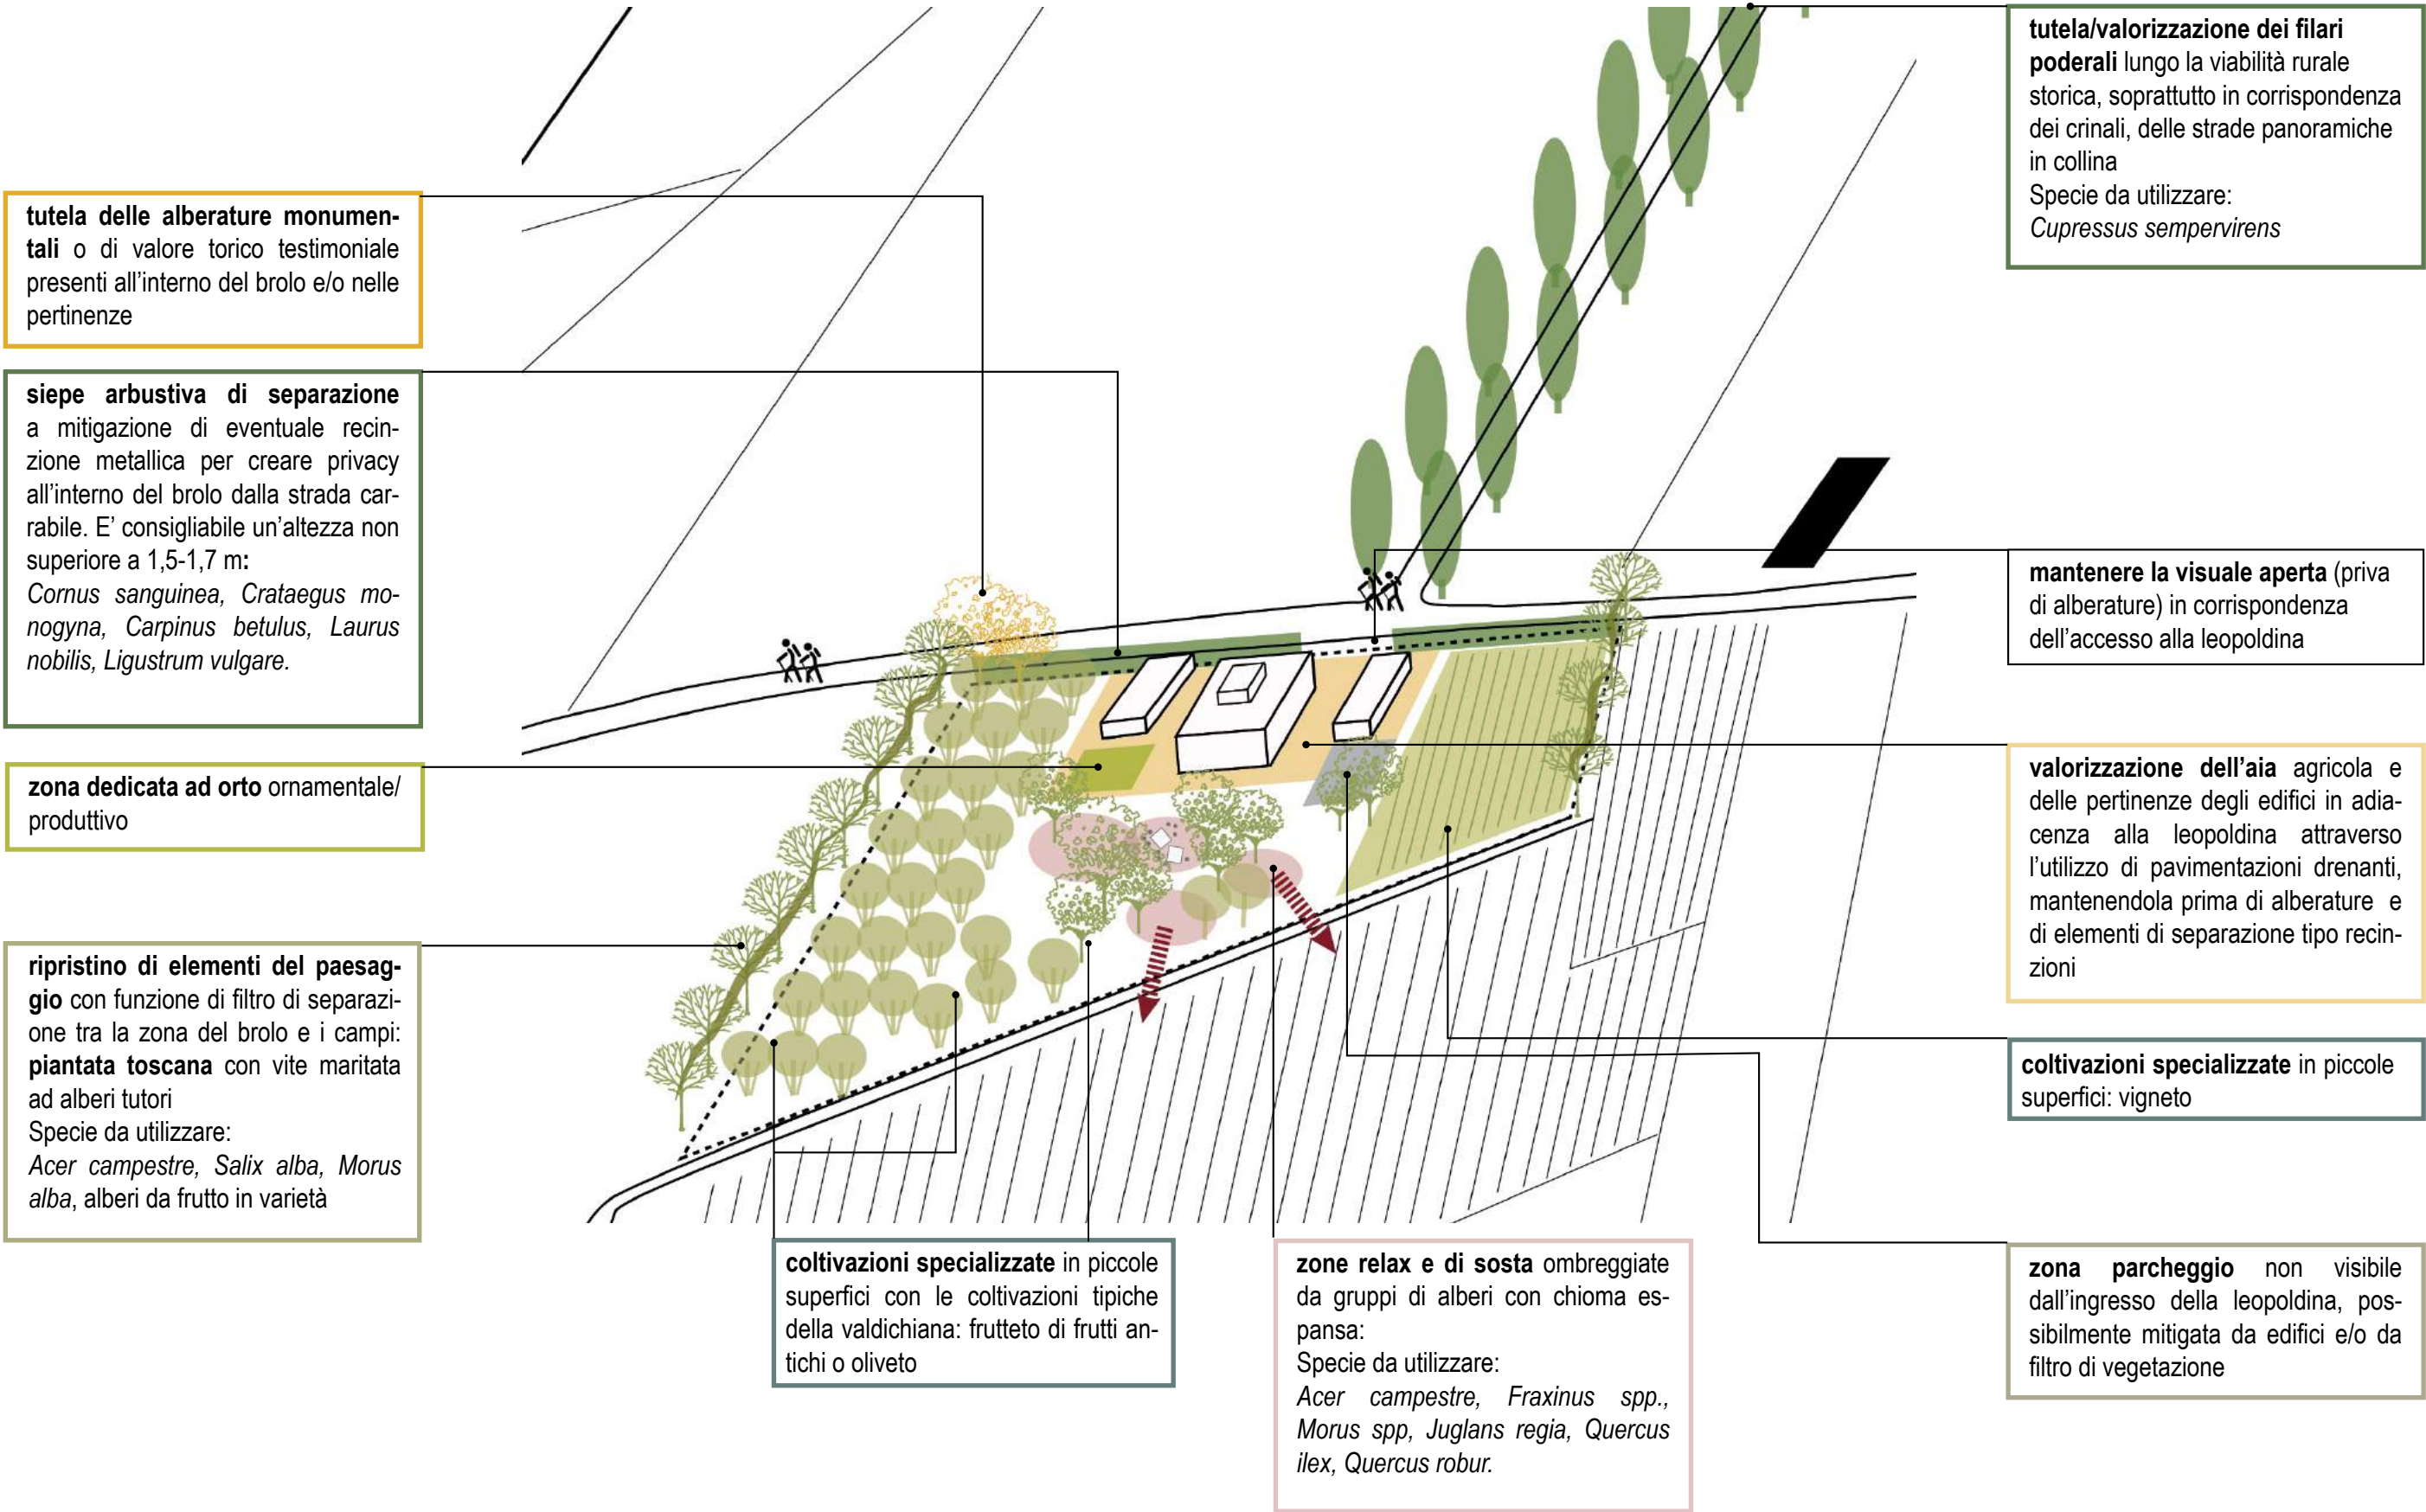 tutela delle alberature monumen-
tali o di valore torico testimoniale
presenti all'interno del brolo e/o nelle
pertinenze
siepe arbustiva di separazione
a mitigazione di eventuale recin-
zione metallica per creare privacy
all'interno del brolo dalla strada car-
rabile. E' consigliabile un'altezza non
superiore a 1,5-1,7 m:
Cornus sanguinea, Crataegus mo-
nogyna, Carpinus betulus, Laurus
nobilis, Ligustrum vulgare.
zona dedicata ad orto ornamentale/
produttivo
ripristino di elementi del paesag-
gio con funzione di filtro di separazi-
one tra la zona del brolo e i campi:
piantata toscana con vite maritata
ad alberi tutori
Specie da utilizzare:
Acer campestre, Salix alba, Morus
alba, alberi da frutto in varietà
coltivazioni specializzate in piccole
superfici con le coltivazioni tipiche
della valdichiana: frutteto di frutti an-
tichi o oliveto
zone relax e di sosta ombreggiate
da gruppi di alberi con chioma es-
pansa:
Specie da utilizzare:
Acer campestre, Fraxinus spp.,
Morus spp, Juglans regia, Quercus
ilex, Quercus robur.
tutela/valorizzazione dei filari
poderali lungo la viabilità rurale
storica, soprattutto in corrispondenza
dei crinali, delle strade panoramiche
in collina
Specie da utilizzare:
Cupressus sempervirens
mantenere la visuale aperta (priva
di alberature) in corrispondenza
dell'accesso alla leopoldina
valorizzazione dell'aia agricola e
delle pertinenze degli edifici in adia-
cenza alla leopoldina attraverso
l'utilizzo di pavimentazioni drenanti,
mantenendola prima di alberature e
di elementi di separazione tipo recin-
zioni
coltivazioni specializzate in piccole
superfici: vigneto
zona parcheggio non visibile
dall'ingresso della leopoldina, pos-
sibilmente mitigata da edifici e/o da
filtro di vegetazione